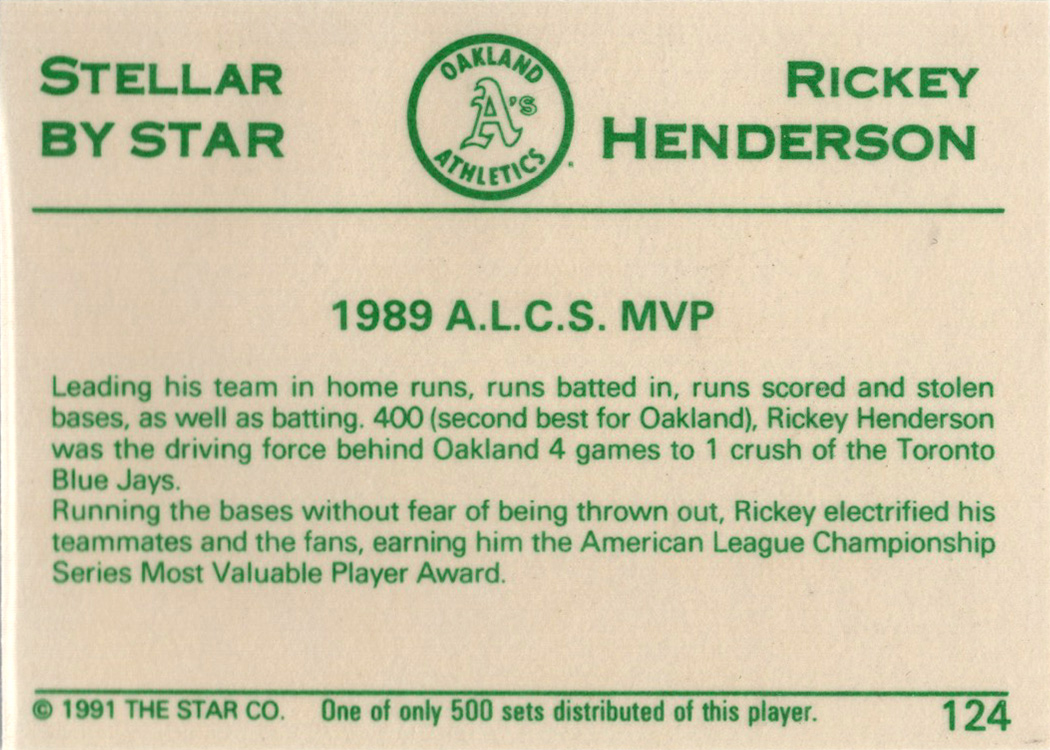 STELLAR
BY STAR
OAKLAND
A's
ATHLETICS
RICKEY
HENDERSON
1989 A.L.C.S. MVP
Leading his team in home runs, runs batted in, runs scored and stolen
bases, as well as batting. 400 (second best for Oakland), Rickey Henderson
was the driving force behind Oakland 4 games to 1 crush of the Toronto
Blue Jays.
Running the bases without fear of being thrown out, Rickey electrified his
teammates and the fans, earning him the American League Championship
Series Most Valuable Player Award.
© 1991 THE STAR CO. One of only 500 sets distributed of this player. 124